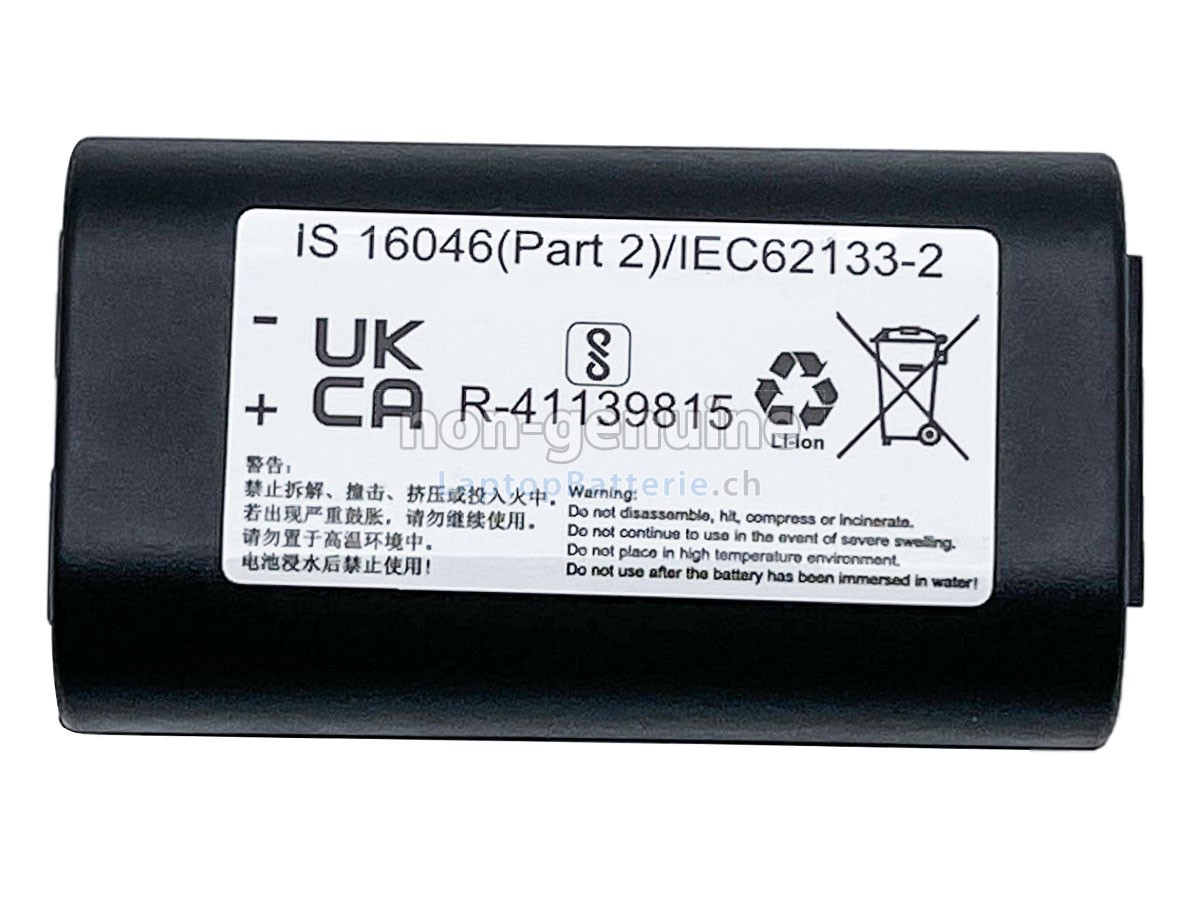 IS 16046(Part 2)/IEC62133-2
-
UK
CA
+
R-41139815
Li-ion
non-genuine
LaptopBatterie.ch
警告：
禁止拆解、撞击、挤压或投入火中。
若出现严重鼓胀，请勿继续使用。
请勿置于高温环境中。
电池浸水后禁止使用！
Warning:
Do not disassemble, hit, compress or incinerate.
Do not continue to use in the event of severe swelling.
Do not place in high temperature environment.
Do not use after the battery has been immersed in water!